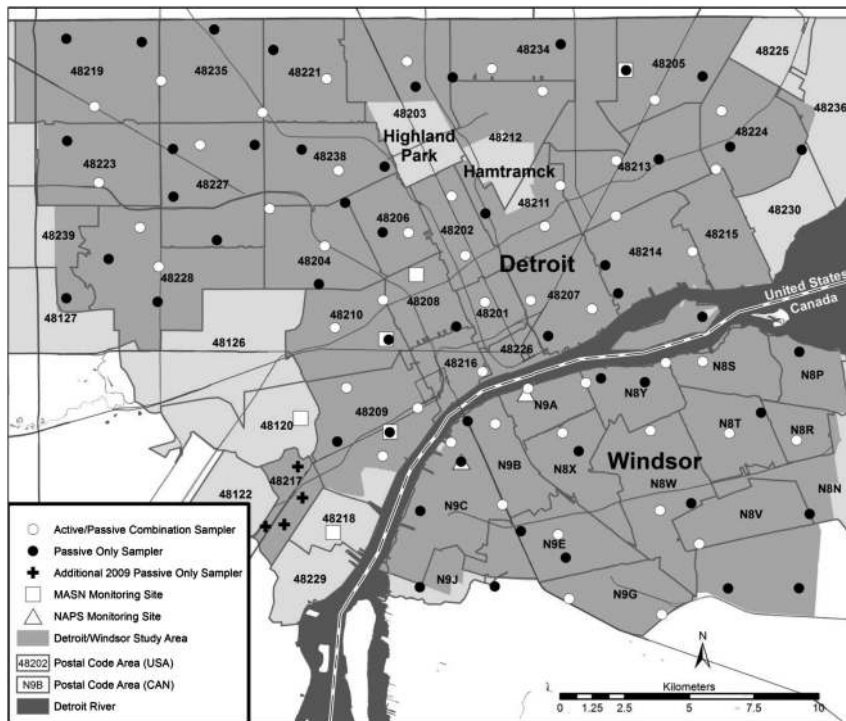 48234
48225
48219
48235
48221
48205
48236
48203
48212
48224
Highland
Park
48223
48238
48213
Hamtramck
48227
48211
48230
48239
48206
48202
48215
48214
Detroit
48228
48204
48208
48207
United States
Canada
48210
48201
48127
48126
48226
48216
N8S
N8P
N8Y
N9A
48209
48120
N8T
N8R
N9B
N8X
Windsor
48217
48122
N8W
N8N
N9C
N8V
48218
N9E
48229
N9J
N9G
Active/Passive Combination Sampler
Passive Only Sampler
Additional 2009 Passive Only Sampler
MASN Monitoring Site
NAPS Monitoring Site
Detroit/Windsor Study Area
48202 Postal Code Area (USA)
N9B Postal Code Area (CAN)
Detroit River
N
Kilometers
0 1.25 2.5 5 7.5 10